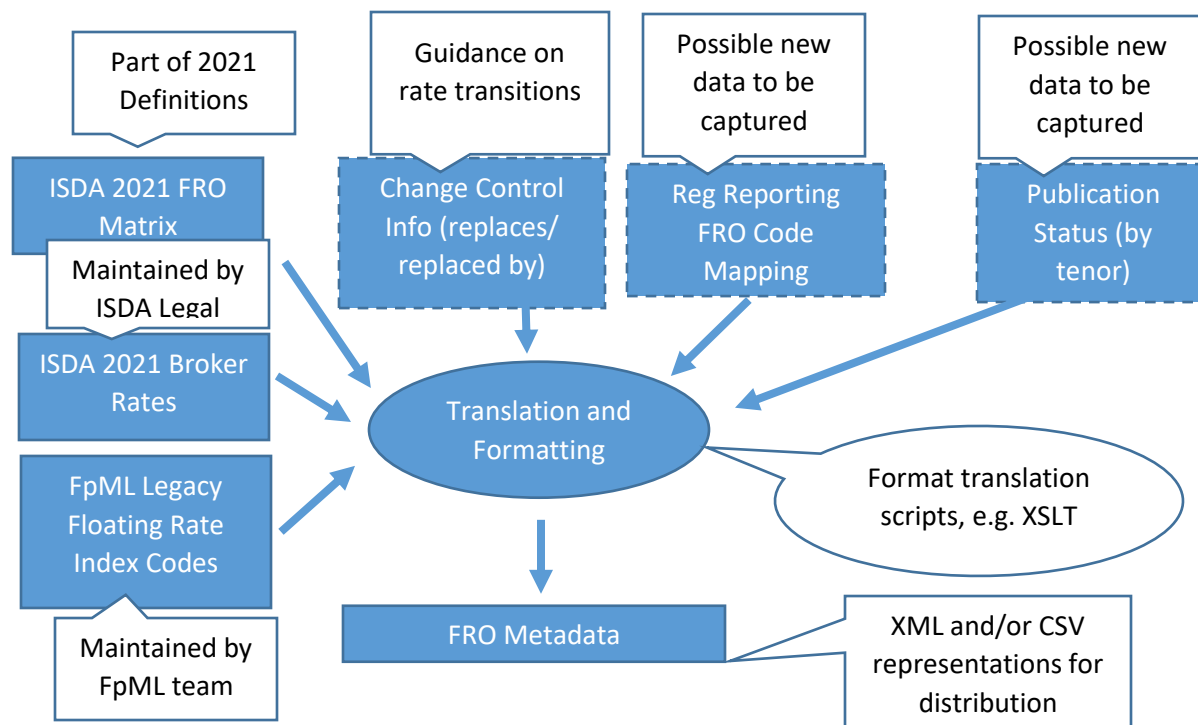 Part of 2021
Definitions
Guidance on
rate transitions
Possible new
data to be
captured
Possible new
data to be
captured
ISDA 2021 FRO
Matrix
Change Control
Info (replaces/
replaced by)
Reg Reporting
FRO Code
Mapping
Publication
Status (by
tenor)
Maintained by
ISDA Legal
ISDA 2021 Broker
Rates
Translation and
Formatting
FpML Legacy
Floating Rate
Index Codes
Format translation
scripts, e.g. XSLT
FRO Metadata
Maintained by
FpML team
XML and/or CSV
representations for
distribution